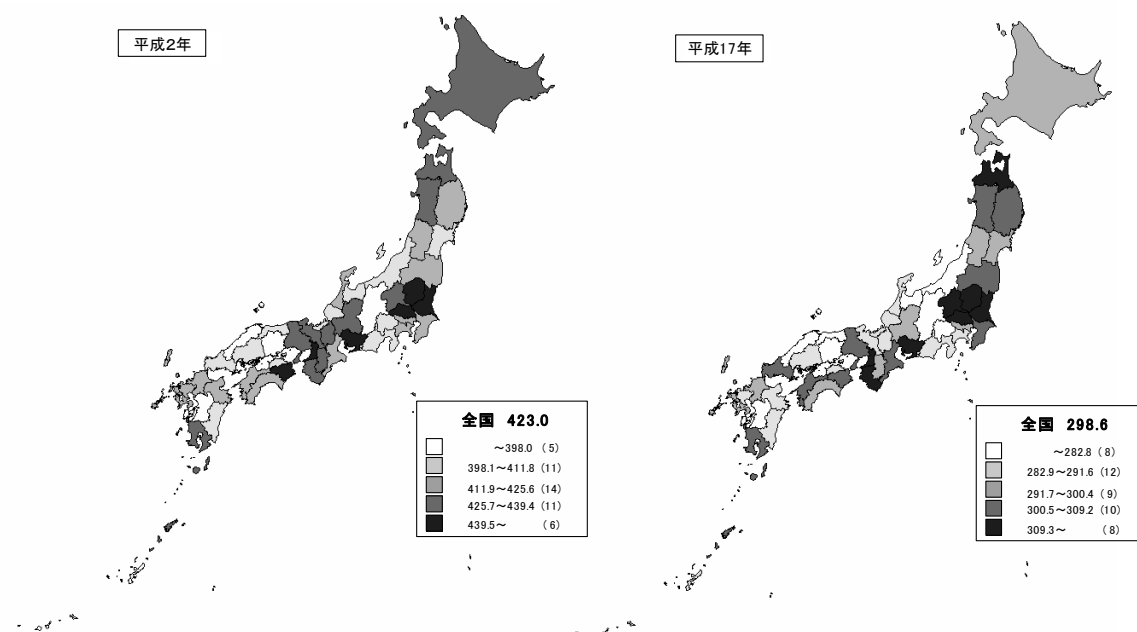 平成2年
平成17年
全国 423.0
～398.0 (5)
398.1～411.8 (11)
411.9～425.6 (14)
425.7～439.4 (11)
439.5～ (6)
全国 298.6
～282.8 (8)
282.9～291.6 (12)
291.7～300.4 (9)
300.5～309.2 (10)
309.3～ (8)